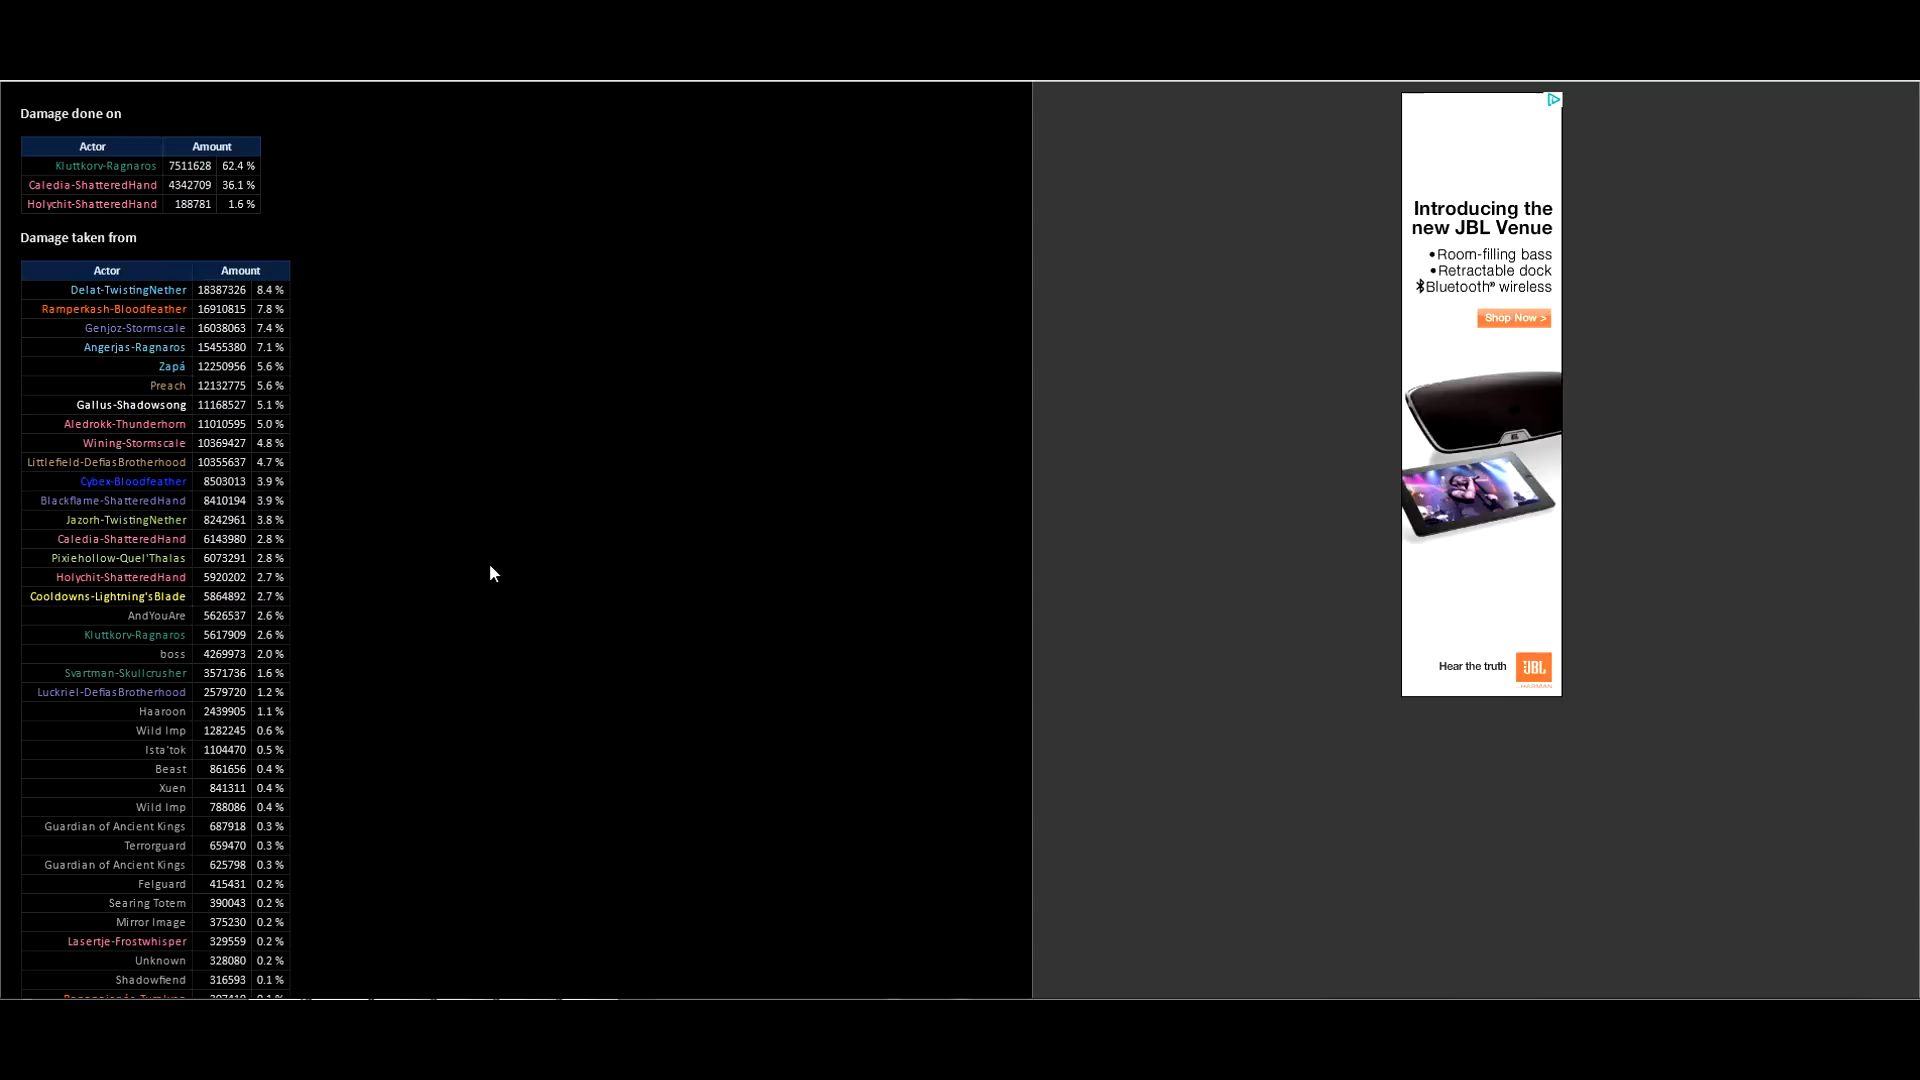 Damage done on
Actor Amount
Kluttkorv-Ragnaros 7511628 62.4 %
Caledia-ShatteredHand 4342709 36.1 %
Holychit-ShatteredHand 188781 1.6 %
Damage taken from
Actor Amount
Delat-TwistingNether 18387326 8.4 %
Ramperkash-Bloodfeather 16910815 7.8 %
Genjoz-Stormscale 16038063 7.4 %
Angerjas-Ragnaros 15455380 7.1 %
Zapá 12250956 5.6 %
Preach 12132775 5.6 %
Gallus-Shadowsong 11168527 5.1 %
Aledrokk-Thunderhorn 11010595 5.0 %
Wining-Stormscale 10369427 4.8 %
Littlefield-DefiasBrotherhood 10355637 4.7 %
Cybex-Bloodfeather 8503013 3.9 %
Blackflame-ShatteredHand 8410194 3.9 %
Jazorh-TwistingNether 8242961 3.8 %
Caledia-ShatteredHand 6143980 2.8 %
Pixiehollow-Quel'Thalas 6073291 2.8 %
Holychit-ShatteredHand 5920202 2.7 %
Cooldowns-Lightning'sBlade 5864892 2.7 %
AndYouAre 5626537 2.6 %
Kluttkorv-Ragnaros 5617909 2.6 %
boss 4269973 2.0 %
Svartman-Skullcrusher 3571736 1.6 %
Luckriel-DefiasBrotherhood 2579720 1.2 %
Haaroon 2439905 1.1 %
Wild Imp 1282245 0.6 %
Ista'tok 1104470 0.5 %
Beast 861656 0.4 %
Xuen 841311 0.4 %
Wild Imp 788086 0.4 %
Guardian of Ancient Kings 687918 0.3 %
Terrorguard 659470 0.3 %
Guardian of Ancient Kings 625798 0.3 %
Felguard 415431 0.2 %
Searing Totem 390043 0.2 %
Mirror Image 375230 0.2 %
Lasertje-Frostwhisper 329559 0.2 %
Unknown 328080 0.2 %
Shadowfiend 316593 0.1 %
Introducing the
new JBL Venue
•Room-filling bass
•Retractable dock
Bluetooth® wireless
Shop Now >
Hear the truth
JBL
HARMAN